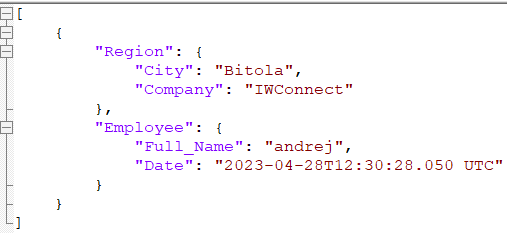 [
{
"Region": {
"City": "Bitola",
"Company": "IWConnect"
},
"Employee": {
"Full_Name": "andrej",
"Date": "2023-04-28T12:30:28.050 UTC"
}
}
]